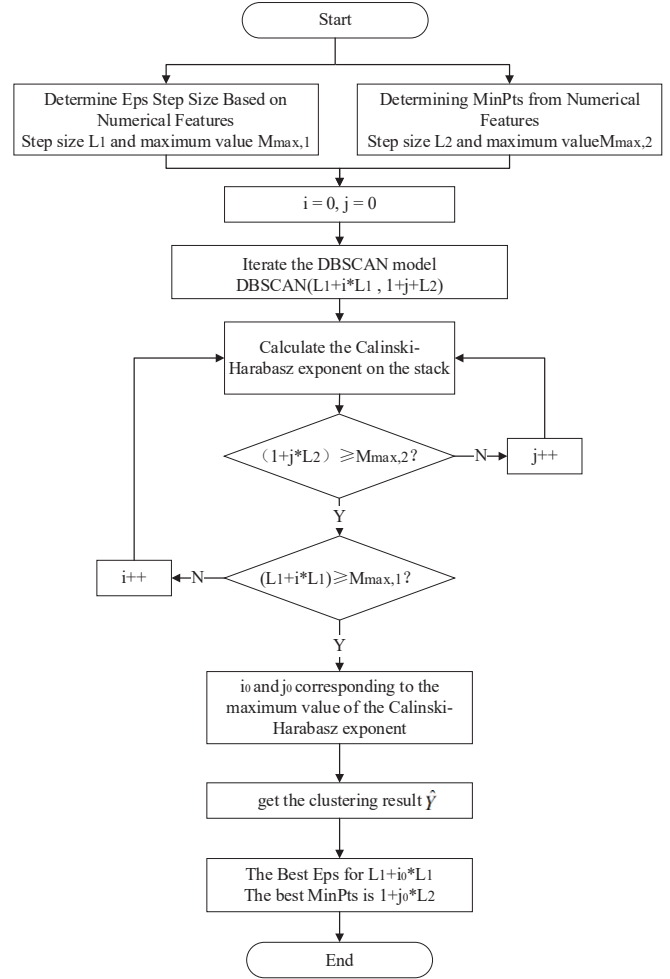 Start
Determine Eps Step Size Based on
Numerical Features
Step size L1 and maximum value Mmax,1
Determining MinPts from Numerical
Features
Step size L2 and maximum valueMmax,2
i = 0, j = 0
Iterate the DBSCAN model
DBSCAN(L1+i*L1 , 1+j+L2)
Calculate the Calinski-
Harabasz exponent on the stack
（1+j*L2）≥Mmax,2?
N
j++
Y
(L1+i*L1)≥Mmax,1?
N
i++
Y
i0 and j0 corresponding to the
maximum value of the Calinski-
Harabasz exponent
get the clustering result Ŷ
The Best Eps for L1+i0*L1
The best MinPts is 1+j0*L2
End